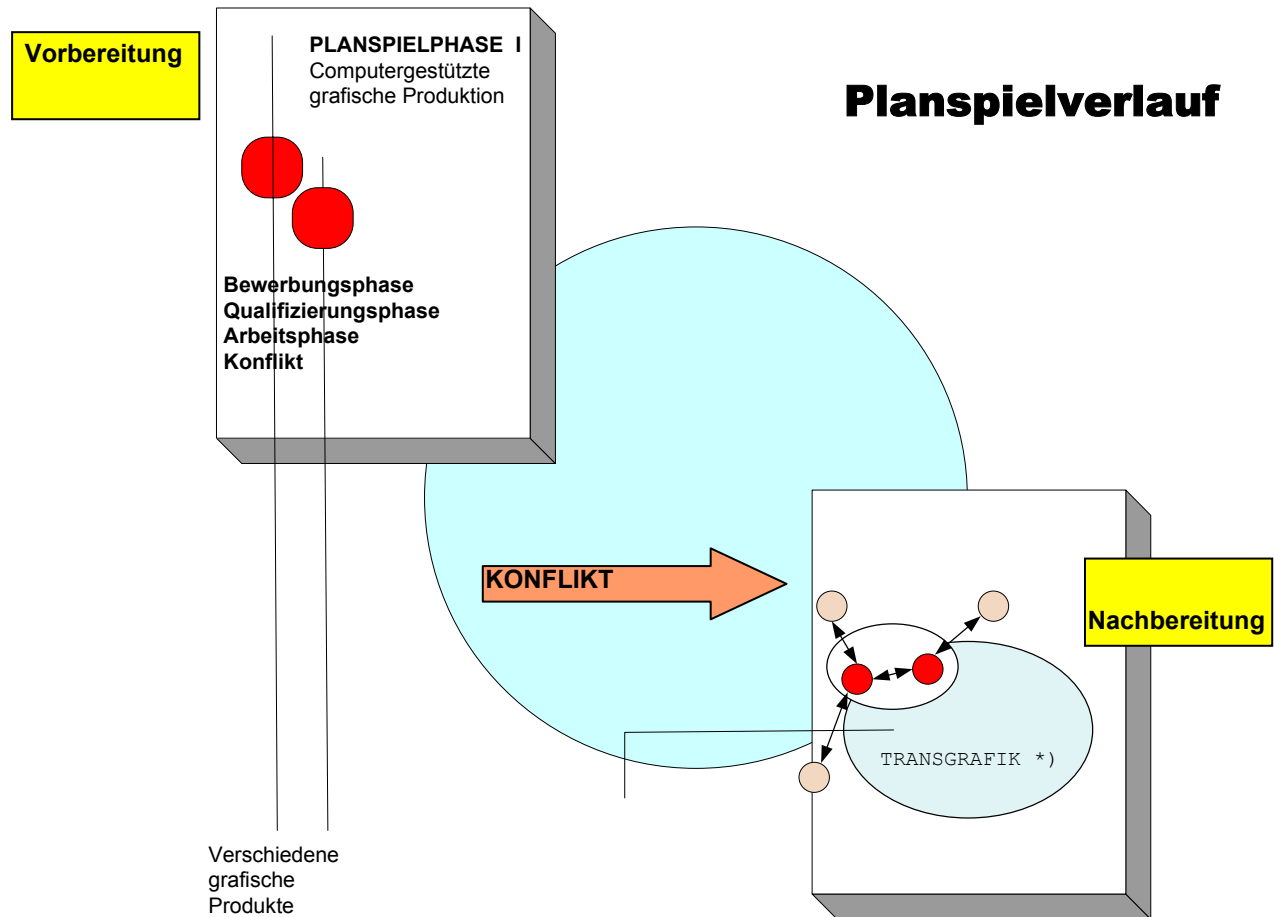 Vorbereitung
PLANSPIELPHASE I
Computergestützte
grafische Produktion
Planspielverlauf
Bewerbungsphase
Qualifizierungsphase
Arbeitsphase
Konflikt
KONFLIKT
Nachbereitung
TRANSGRAFIK *)
Verschiedene
grafische
Produkte